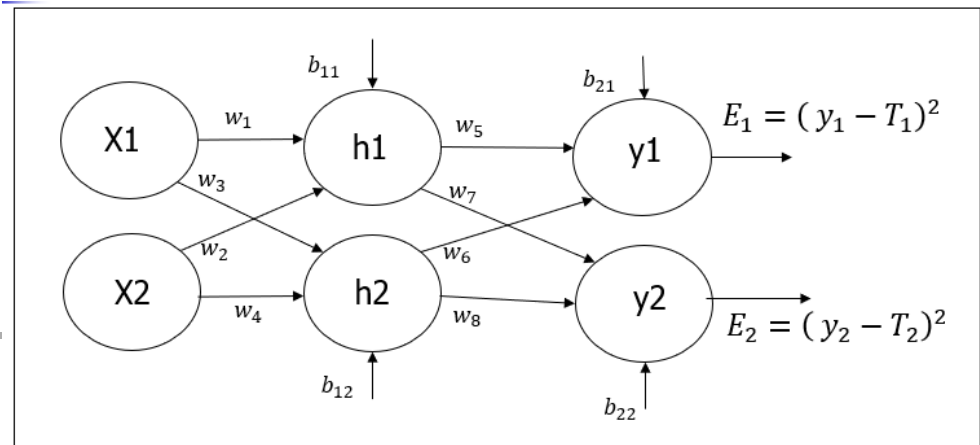 b₁₁
b₂₁
X1
w₁
h1
w₅
y1
E₁ = ( y₁ − T₁)²
w₃
w₇
w₂
w₆
X2
w₄
h2
w₈
y2
E₂ = ( y₂ − T₂)²
b₁₂
b₂₂